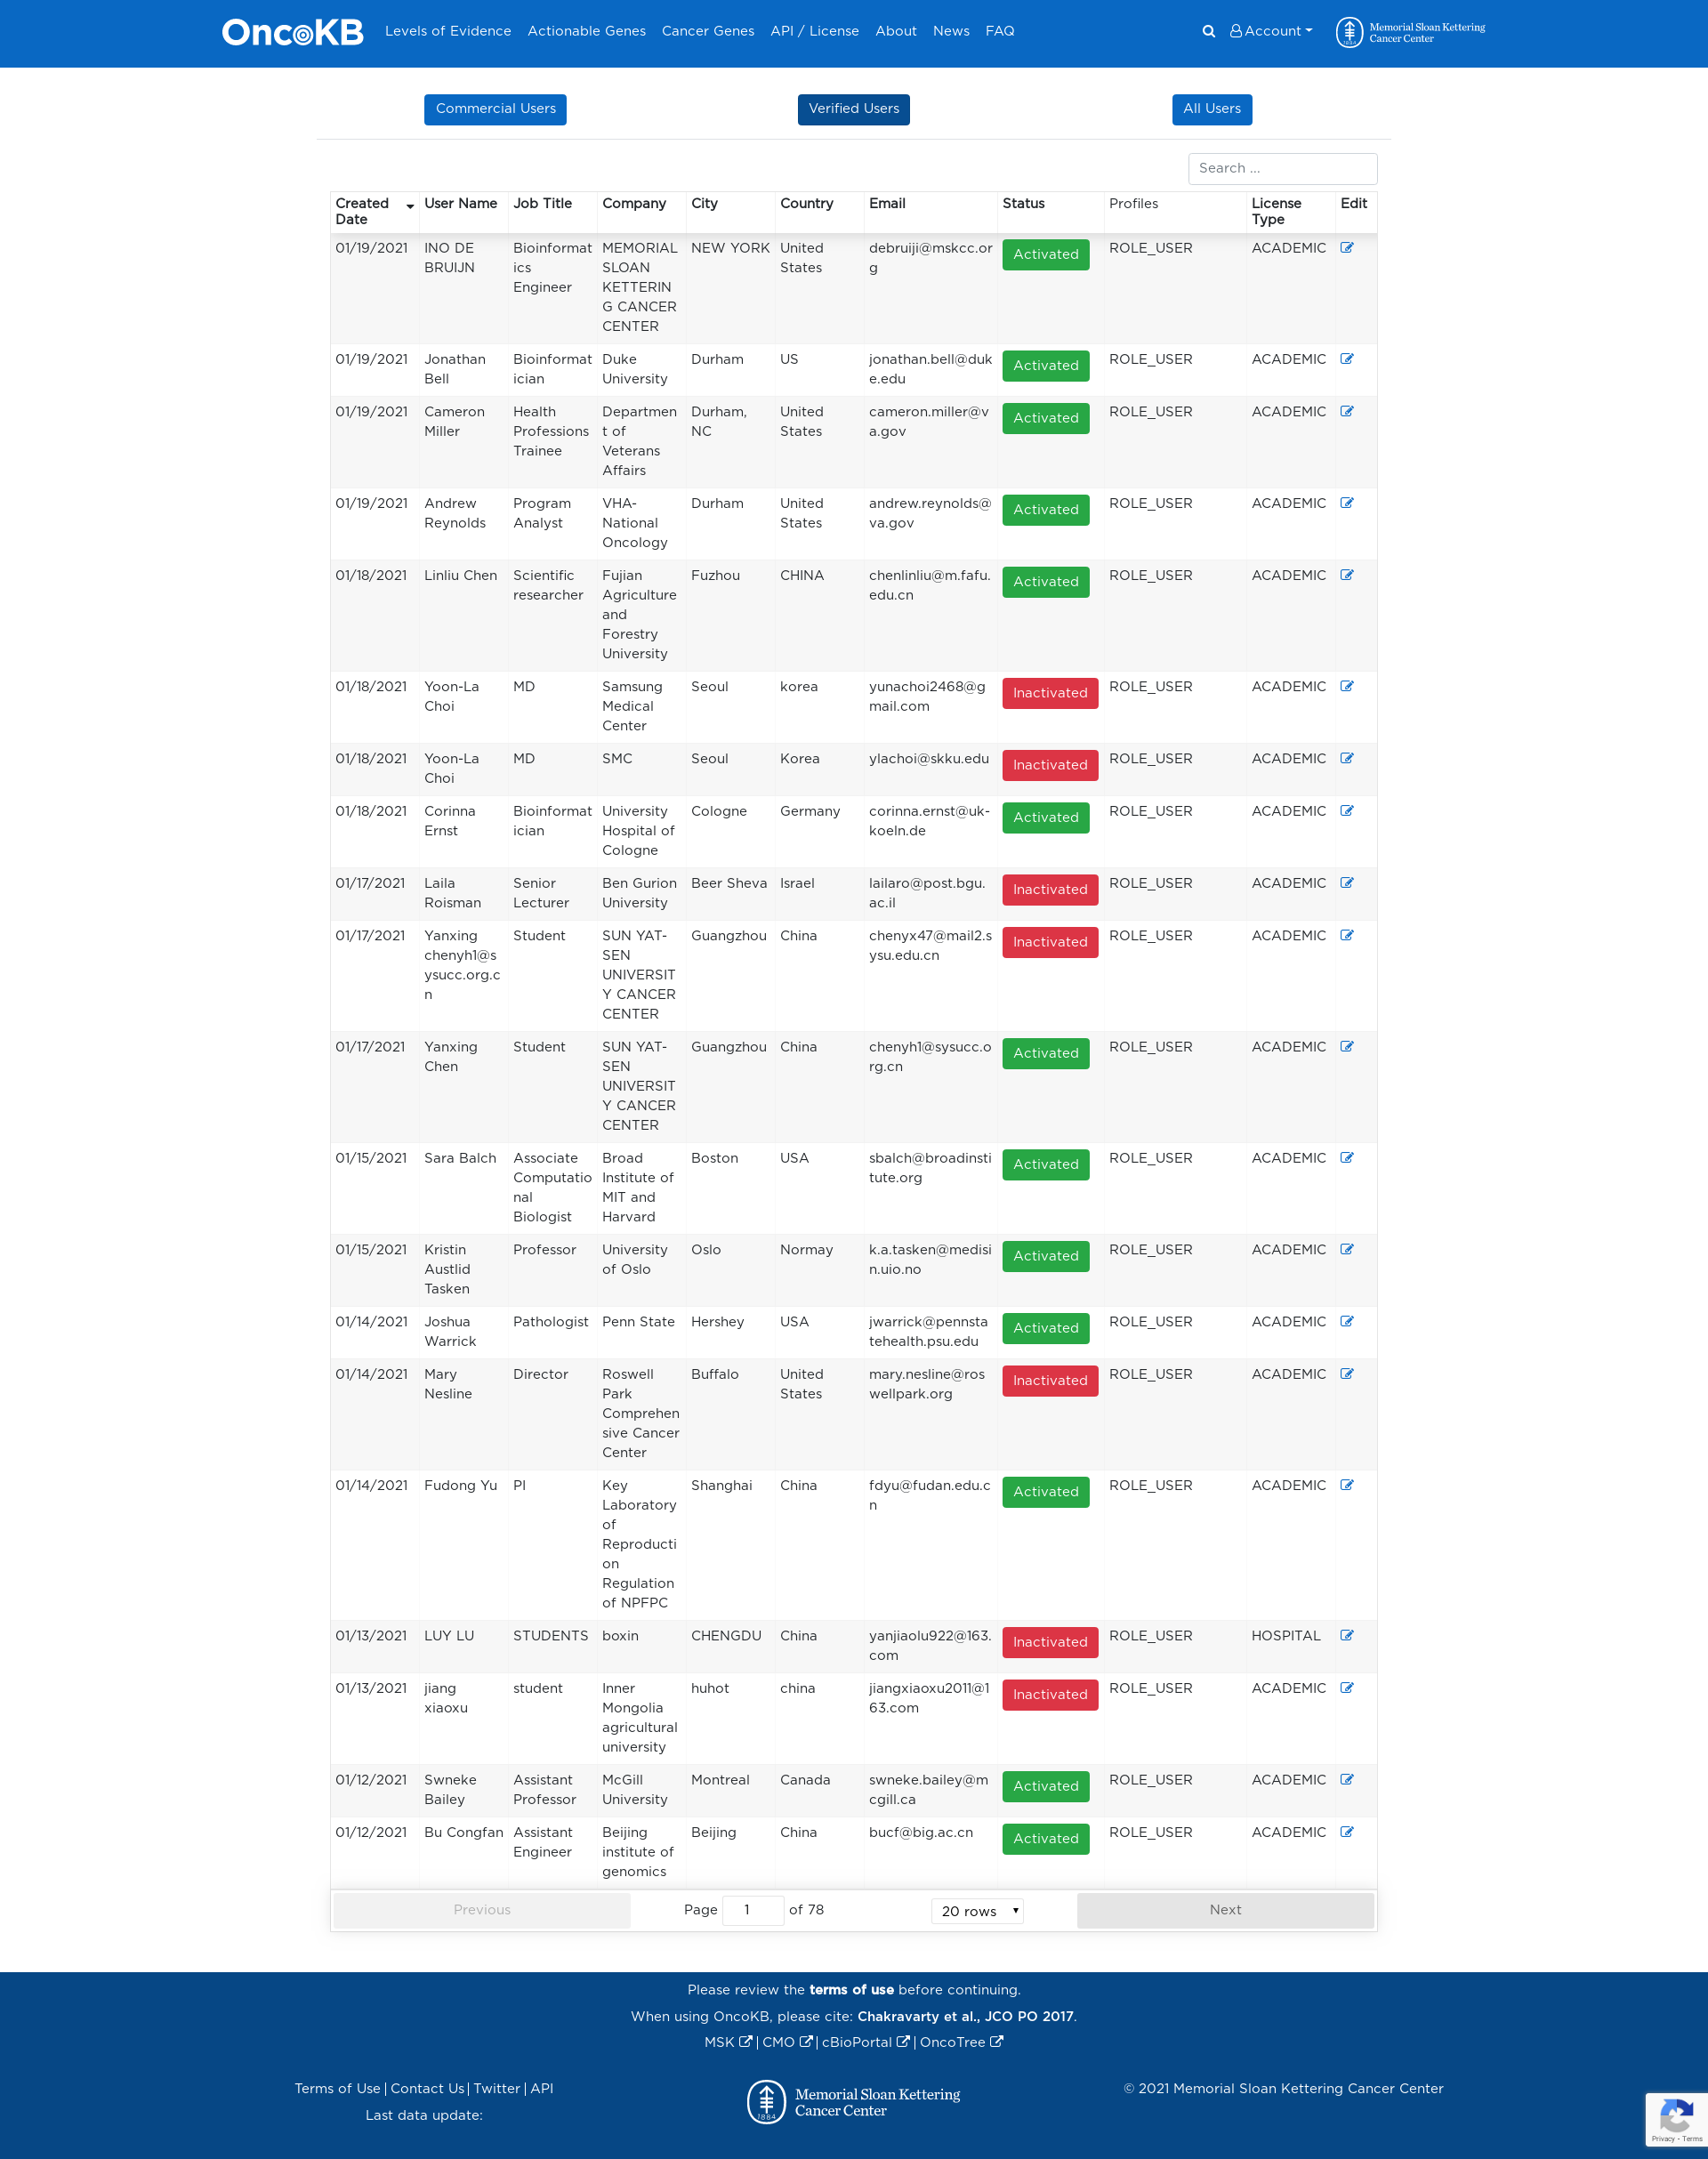 OncoKB Levels of Evidence Actionable Genes Cancer Genes API / License About News FAQ Account Memorial Sloan Kettering
Cancer Center
Commercial Users Verified Users All Users
Search ...
Created Date User Name Job Title Company City Country Email Status Profiles License Type Edit
01/19/2021 INO DE BRUIJN Bioinformatics Engineer MEMORIAL SLOAN KETTERING CANCER CENTER NEW YORK United States debruiji@mskcc.org Activated ROLE_USER ACADEMIC
01/19/2021 Jonathan Bell Bioinformatician Duke University Durham US jonathan.bell@duke.edu Activated ROLE_USER ACADEMIC
01/19/2021 Cameron Miller Health Professions Trainee Department of Veterans Affairs Durham, NC United States cameron.miller@va.gov Activated ROLE_USER ACADEMIC
01/19/2021 Andrew Reynolds Program Analyst VHA-National Oncology Durham United States andrew.reynolds@va.gov Activated ROLE_USER ACADEMIC
01/18/2021 Linliu Chen Scientific researcher Fujian Agriculture and Forestry University Fuzhou CHINA chenlinliu@m.fafu.edu.cn Activated ROLE_USER ACADEMIC
01/18/2021 Yoon-La Choi MD Samsung Medical Center Seoul korea yunachoi2468@gmail.com Inactivated ROLE_USER ACADEMIC
01/18/2021 Yoon-La Choi MD SMC Seoul Korea ylachoi@skku.edu Inactivated ROLE_USER ACADEMIC
01/18/2021 Corinna Ernst Bioinformatician University Hospital of Cologne Cologne Germany corinna.ernst@uk-koeln.de Activated ROLE_USER ACADEMIC
01/17/2021 Laila Roisman Senior Lecturer Ben Gurion University Beer Sheva Israel lailaro@post.bgu.ac.il Inactivated ROLE_USER ACADEMIC
01/17/2021 Yanxing chenyh1@sysucc.org.cn Student SUN YAT-SEN UNIVERSITY CANCER CENTER Guangzhou China chenyx47@mail2.sysu.edu.cn Inactivated ROLE_USER ACADEMIC
01/17/2021 Yanxing Chen Student SUN YAT-SEN UNIVERSITY CANCER CENTER Guangzhou China chenyh1@sysucc.org.cn Activated ROLE_USER ACADEMIC
01/15/2021 Sara Balch Associate Computational Biologist Broad Institute of MIT and Harvard Boston USA sbalch@broadinstitute.org Activated ROLE_USER ACADEMIC
01/15/2021 Kristin Austlid Tasken Professor University of Oslo Oslo Normay k.a.tasken@medisin.uio.no Activated ROLE_USER ACADEMIC
01/14/2021 Joshua Warrick Pathologist Penn State Hershey USA jwarrick@pennstatehealth.psu.edu Activated ROLE_USER ACADEMIC
01/14/2021 Mary Nesline Director Roswell Park Comprehensive Cancer Center Buffalo United States mary.nesline@roswellpark.org Inactivated ROLE_USER ACADEMIC
01/14/2021 Fudong Yu PI Key Laboratory of Reproduction Regulation of NPFPC Shanghai China fdyu@fudan.edu.cn Activated ROLE_USER ACADEMIC
01/13/2021 LUY LU STUDENTS boxin CHENGDU China yanjiaolu922@163.com Inactivated ROLE_USER HOSPITAL
01/13/2021 jiang xiaoxu student Inner Mongolia agricultural university huhot china jiangxiaoxu2011@163.com Inactivated ROLE_USER ACADEMIC
01/12/2021 Swneke Bailey Assistant Professor McGill University Montreal Canada swneke.bailey@mcgill.ca Activated ROLE_USER ACADEMIC
01/12/2021 Bu Congfan Assistant Engineer Beijing institute of genomics Beijing China bucf@big.ac.cn Activated ROLE_USER ACADEMIC
Previous Page 1 of 78 20 rows Next
Please review the terms of use before continuing.
When using OncoKB, please cite: Chakravarty et al., JCO PO 2017.
MSK | CMO | cBioPortal | OncoTree
Terms of Use | Contact Us | Twitter | API
Last data update:
1884 Memorial Sloan Kettering
Cancer Center
© 2021 Memorial Sloan Kettering Cancer Center
Privacy - Terms